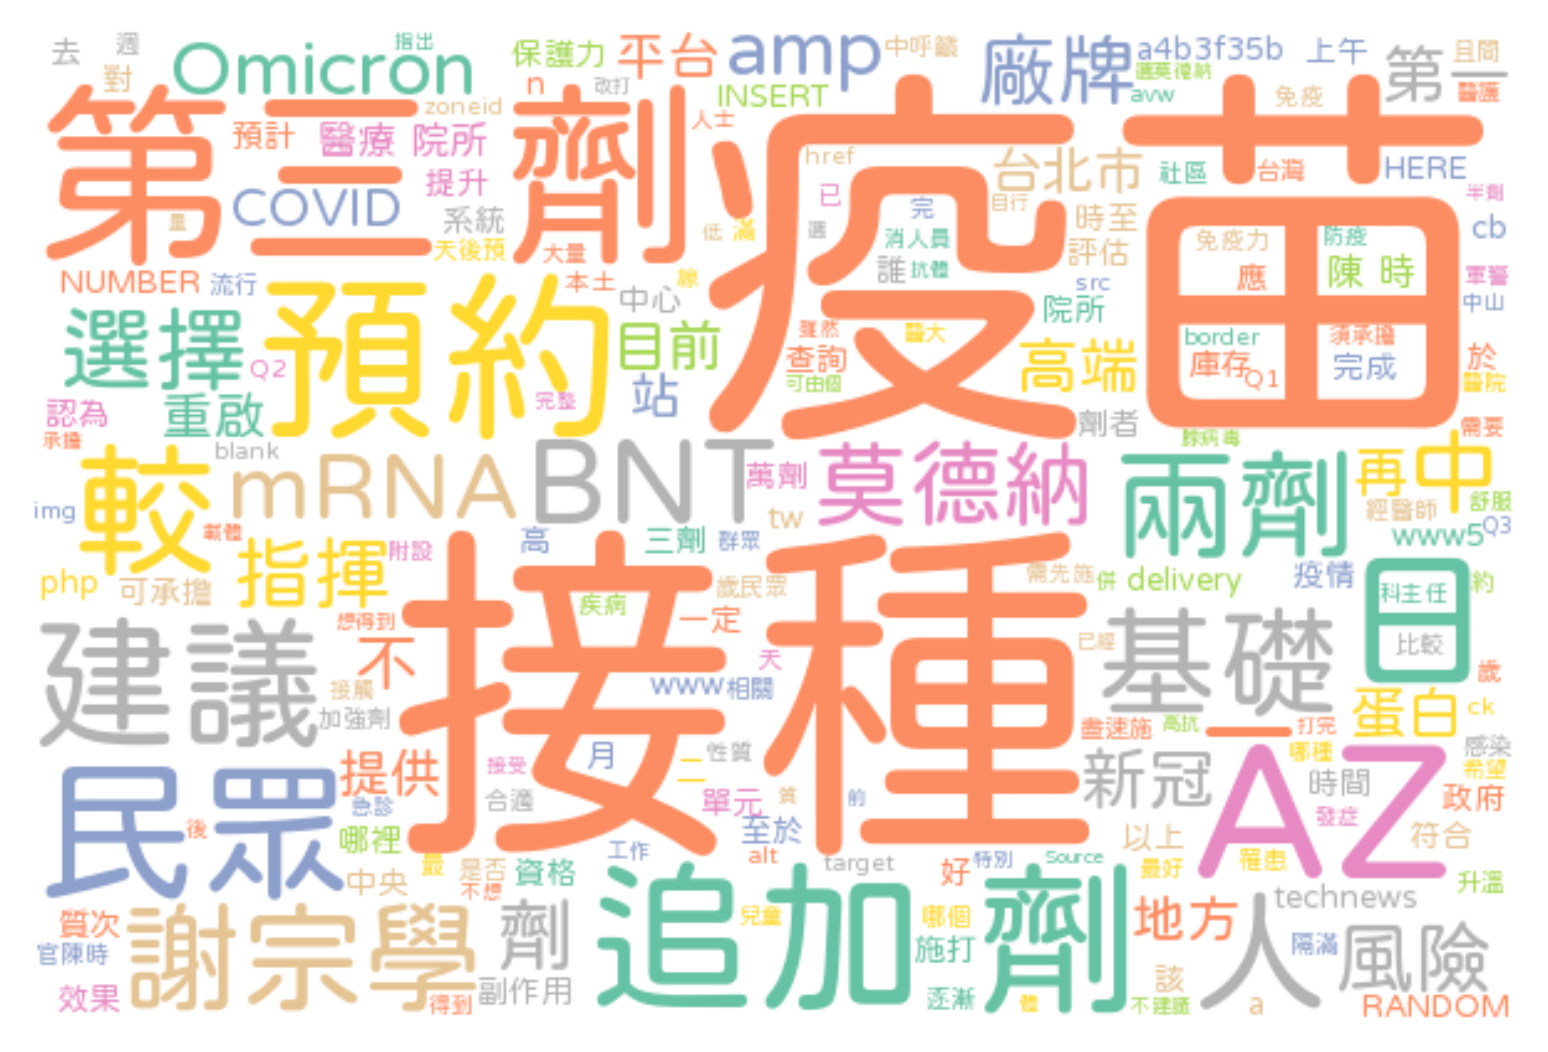 去
週
指出
Omicron
對
保護力
平台
amp
中呼籲
廠牌
a4b3f35b
上午
第一
且間
n
改打
INSERT
avw
免疫
第三劑
zoneid
人士
預計
醫療 院所
href
台北市
社區
台灣
HERE
疫苗
提升
已
自行
半劑
COVID
系統
量
天後預
大量
低
滿
選
完
消人員
時至
評估
誰
抗體
免疫力
防疫
cb
應
陳 時
NUMBER
流行
本土
線
中心
src
院所
軍警
中山
選擇
預約
目前
雖然
醫大
border
須承擔
查詢
高端
庫存
Q1
完成
於
Q2
站
可由個
醫院
認為
重啟
完整
劑者
承擔
blank
腺病毒
需要
較
mRNA
BNT
萬劑
莫德納
兩劑
再
中
img
載體
tw
經醫師
舒服
指揮
附設
高
三劑
群眾
www5
Q3
php
可承擔
接種
歲民眾
需先施
併
delivery
疫情
日
科主任
約
疾病
想得到
一定
建議
不
天
已經
基礎
比較
接觸
www
相關
歲
加強劑
盡速施
高抗
一
打完
蛋白
ck
民眾
提供
接受
月
二
性質
新冠
AZ
哪種
感染
希望
時間
急診
合適
單元
質
前
發症
政府
後
哪裡
至於
以上
符合
工作
alt
target
好
特別
Source
最好
罹患
中央
最
是否
不想
資格
升溫
technews
質次
謝宗學
劑
追加劑
兒童
哪個
地方
人
官陳時
施打
隔滿
風險
效果
得到
副作用
逐漸
體
該
不建議
a
RANDOM